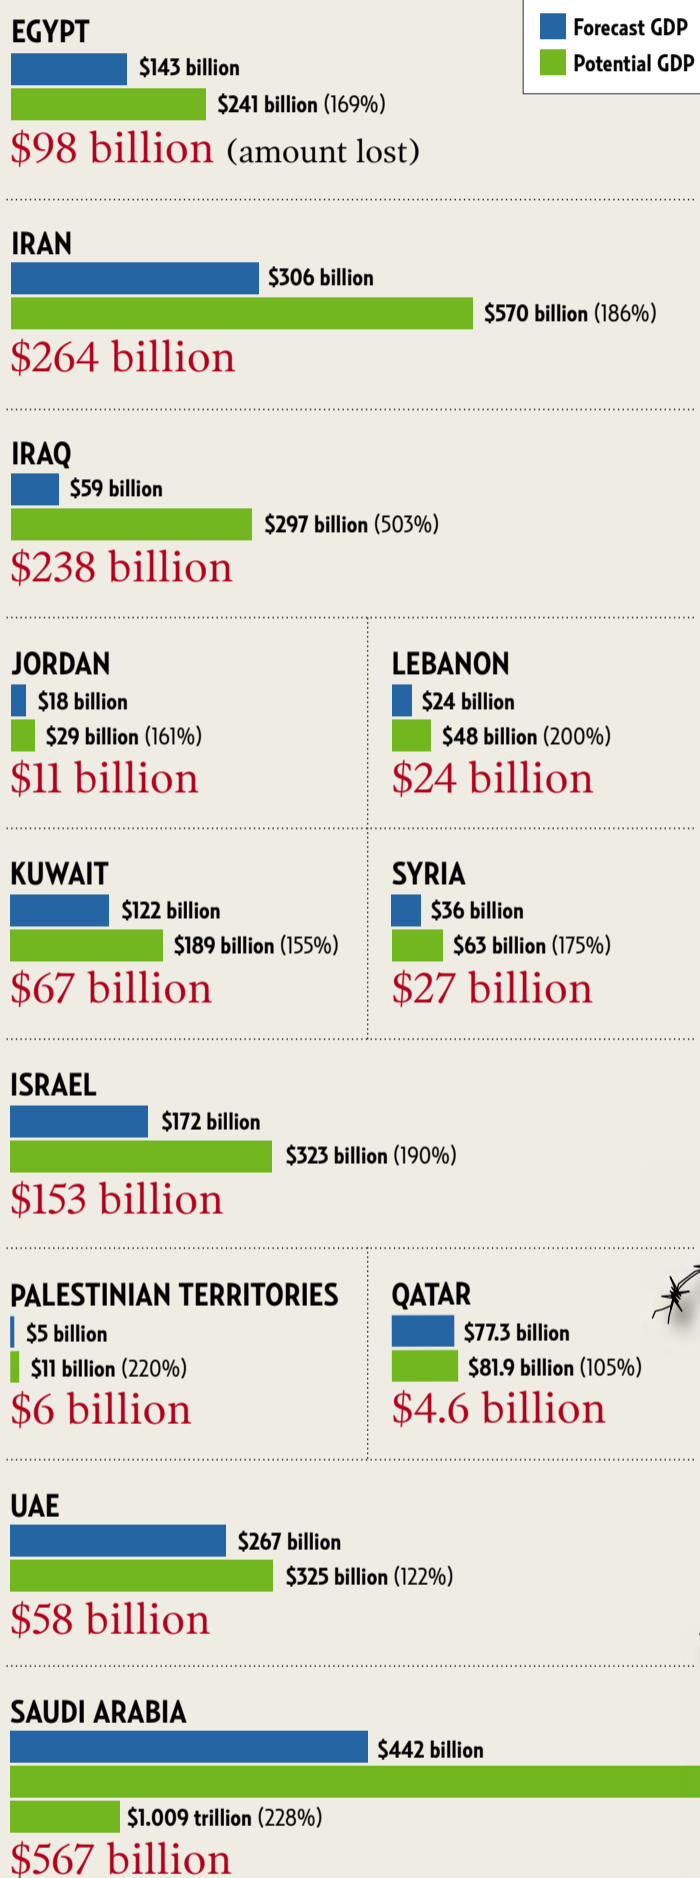 EGYPT
Forecast GDP
Potential GDP
$143 billion
$241 billion (169%)
$98 billion (amount lost)
IRAN
$306 billion
$570 billion (186%)
$264 billion
IRAQ
$59 billion
$297 billion (503%)
$238 billion
JORDAN
$18 billion
$29 billion (161%)
$11 billion
LEBANON
$24 billion
$48 billion (200%)
$24 billion
KUWAIT
$122 billion
$189 billion (155%)
$67 billion
SYRIA
$36 billion
$63 billion (175%)
$27 billion
ISRAEL
$172 billion
$323 billion (190%)
$153 billion
PALESTINIAN TERRITORIES
$5 billion
$11 billion (220%)
$6 billion
QATAR
$77.3 billion
$81.9 billion (105%)
$4.6 billion
UAE
$267 billion
$325 billion (122%)
$58 billion
SAUDI ARABIA
$442 billion
$1.009 trillion (228%)
$567 billion